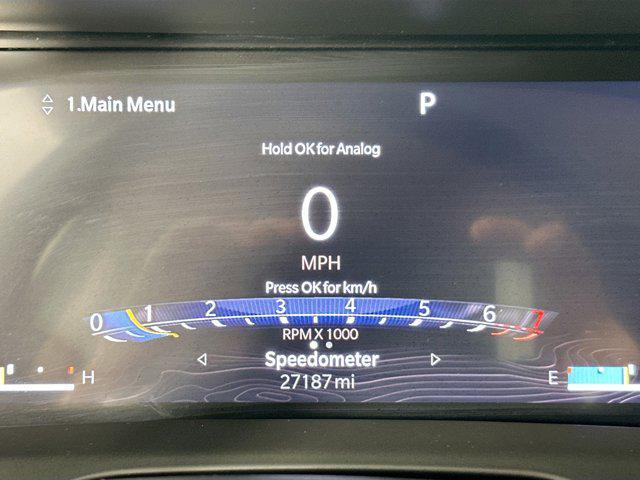 1.Main Menu
P
Hold OK for Analog
0
MPH
Press OK for km/h
0 1 2 3 4 5 6 7
RPM X 1000
Speedometer
H
E
27187 mi